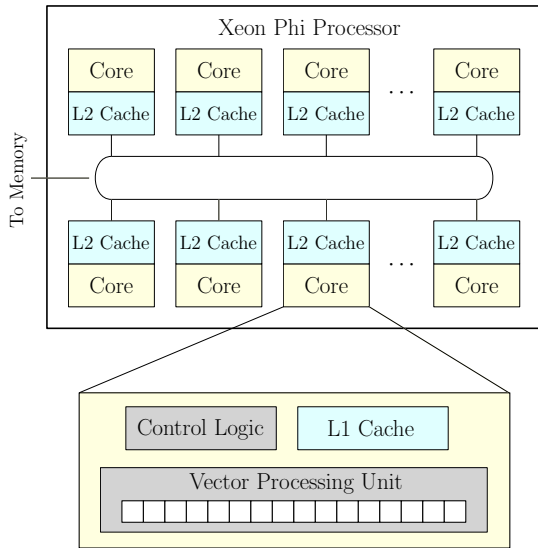 Xeon Phi Processor
Core Core Core Core
L2 Cache L2 Cache L2 Cache ... L2 Cache
To Memory
L2 Cache L2 Cache L2 Cache ... L2 Cache
Core Core Core Core
Control Logic L1 Cache
Vector Processing Unit